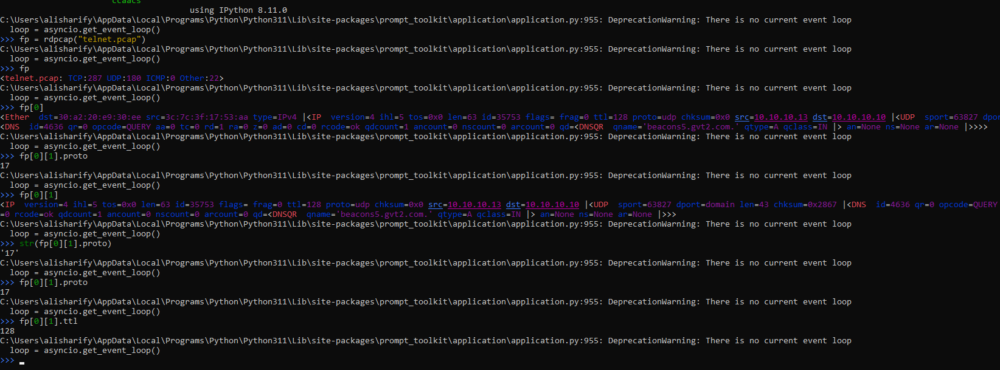 using IPython 8.11.0
C:\Users\alisharify\AppData\Local\Programs\Python\Python311\Lib\site-packages\prompt_toolkit\application\application.py:955: DeprecationWarning: There is no current event loop
  loop = asyncio.get_event_loop()
>>> fp = rdpcap("telnet.pcap")
C:\Users\alisharify\AppData\Local\Programs\Python\Python311\Lib\site-packages\prompt_toolkit\application\application.py:955: DeprecationWarning: There is no current event loop
  loop = asyncio.get_event_loop()
>>> fp
<telnet.pcap: TCP:287 UDP:180 ICMP:0 Other:22>
C:\Users\alisharify\AppData\Local\Programs\Python\Python311\Lib\site-packages\prompt_toolkit\application\application.py:955: DeprecationWarning: There is no current event loop
  loop = asyncio.get_event_loop()
>>> fp[0]
<Ether  dst=30:a2:20:e9:30:ee src=3c:7c:3f:17:53:aa type=IPv4 |<IP  version=4 ihl=5 tos=0x0 len=63 id=35753 flags= frag=0 ttl=128 proto=udp chksum=0x0 src=10.10.10.13 dst=10.10.10.10 |<UDP  sport=63827 dpor
<DNS  id=4636 qr=0 opcode=QUERY aa=0 tc=0 rd=1 ra=0 z=0 ad=0 cd=0 rcode=ok qdcount=1 ancount=0 nscount=0 arcount=0 qd=<DNSQR  qname='beacons5.gvt2.com.' qtype=A qclass=IN |> an=None ns=None ar=None |>>>>
C:\Users\alisharify\AppData\Local\Programs\Python\Python311\Lib\site-packages\prompt_toolkit\application\application.py:955: DeprecationWarning: There is no current event loop
  loop = asyncio.get_event_loop()
>>> fp[0][1].proto
17
C:\Users\alisharify\AppData\Local\Programs\Python\Python311\Lib\site-packages\prompt_toolkit\application\application.py:955: DeprecationWarning: There is no current event loop
  loop = asyncio.get_event_loop()
>>> fp[0][1]
<IP  version=4 ihl=5 tos=0x0 len=63 id=35753 flags= frag=0 ttl=128 proto=udp chksum=0x0 src=10.10.10.13 dst=10.10.10.10 |<UDP  sport=63827 dport=domain len=43 chksum=0x2867 |<DNS  id=4636 qr=0 opcode=QUERY
=0 rcode=ok qdcount=1 ancount=0 nscount=0 arcount=0 qd=<DNSQR  qname='beacons5.gvt2.com.' qtype=A qclass=IN |> an=None ns=None ar=None |>>>
C:\Users\alisharify\AppData\Local\Programs\Python\Python311\Lib\site-packages\prompt_toolkit\application\application.py:955: DeprecationWarning: There is no current event loop
  loop = asyncio.get_event_loop()
>>> str(fp[0][1].proto)
'17'
C:\Users\alisharify\AppData\Local\Programs\Python\Python311\Lib\site-packages\prompt_toolkit\application\application.py:955: DeprecationWarning: There is no current event loop
  loop = asyncio.get_event_loop()
>>> fp[0][1].proto
17
C:\Users\alisharify\AppData\Local\Programs\Python\Python311\Lib\site-packages\prompt_toolkit\application\application.py:955: DeprecationWarning: There is no current event loop
  loop = asyncio.get_event_loop()
>>> fp[0][1].ttl
128
C:\Users\alisharify\AppData\Local\Programs\Python\Python311\Lib\site-packages\prompt_toolkit\application\application.py:955: DeprecationWarning: There is no current event loop
  loop = asyncio.get_event_loop()
>>>